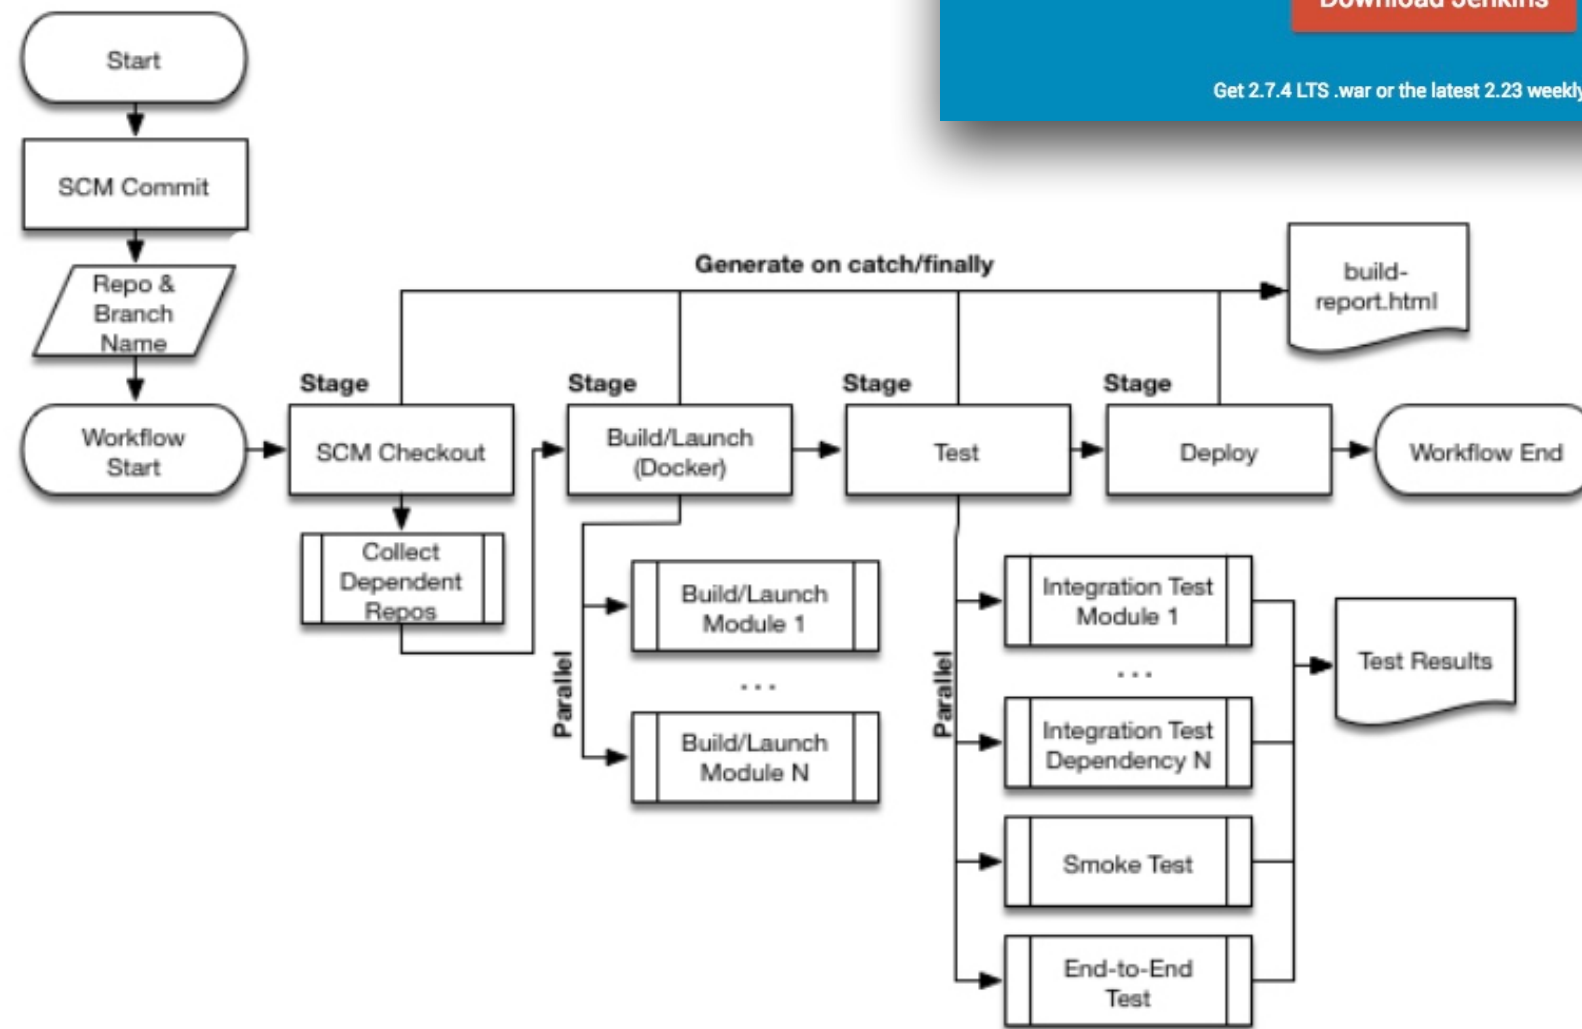 Download Jenkins
Get 2.7.4 LTS .war or the latest 2.23 weekly
Start
SCM Commit
Repo &
Branch
Name
Workflow
Start
Generate on catch/finally
build-
report.html
Stage
SCM Checkout
Collect
Dependent
Repos
Stage
Build/Launch
(Docker)
Parallel
Build/Launch
Module 1
...
Build/Launch
Module N
Stage
Test
Parallel
Integration Test
Module 1
...
Integration Test
Dependency N
Smoke Test
End-to-End
Test
Test Results
Stage
Deploy
Workflow End